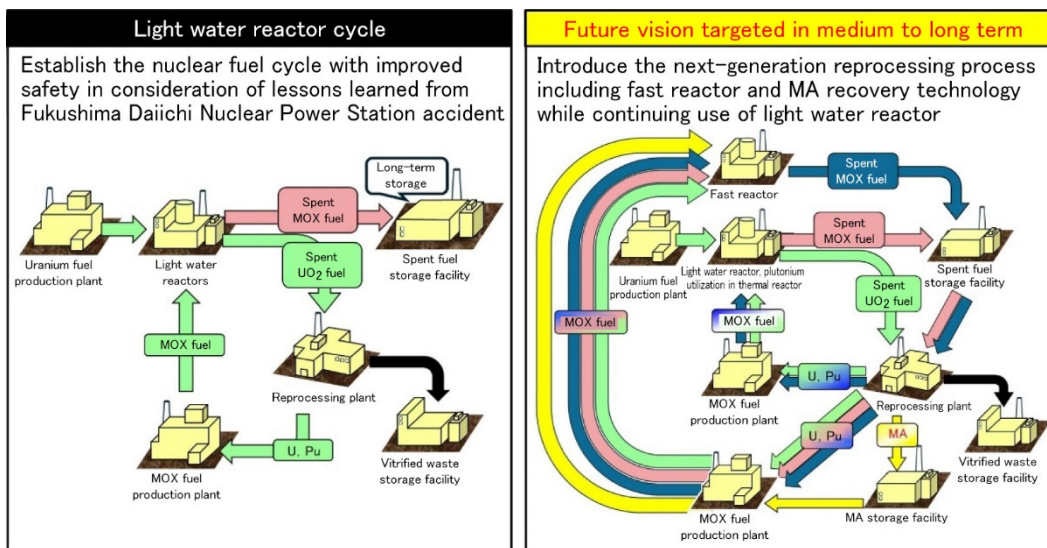 Light water reactor cycle
Establish the nuclear fuel cycle with improved
safety in consideration of lessons learned from
Fukushima Daiichi Nuclear Power Station accident
Long-term
storage
Spent
MOX fuel
Uranium fuel
production plant
Light water
reactors
Spent
UO2 fuel
Spent fuel
storage facility
MOX fuel
Reprocessing plant
U, Pu
MOX fuel
production plant
Vitrified waste
storage facility
Future vision targeted in medium to long term
Introduce the next-generation reprocessing process
including fast reactor and MA recovery technology
while continuing use of light water reactor
Spent
MOX fuel
Fast reactor
Spent
MOX fuel
Uranium fuel
production plant
Light water reactor, plutonium
utilization in thermal reactor
Spent fuel
storage facility
Spent
UO2 fuel
MOX fuel
MOX fuel
U, Pu
MOX fuel
production plant
Reprocessing plant
U, Pu
MA
Vitrified waste
storage facility
MOX fuel
production plant
MA storage facility